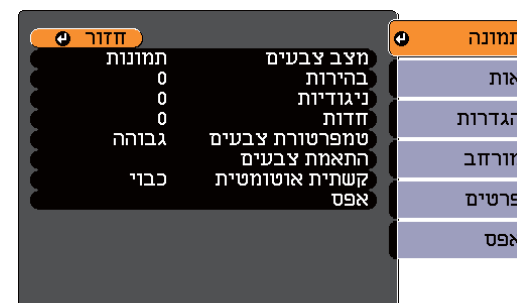 תמונה
אות
הגדרות
מורחב
פרטים
אפס
חזור
מצב צבעים תמונות
בהירות 0
ניגודיות 0
חדות 0
טמפרטורת צבעים גבוהה
התאמת צבעים
קשתית אוטומטית כבוי
אפס